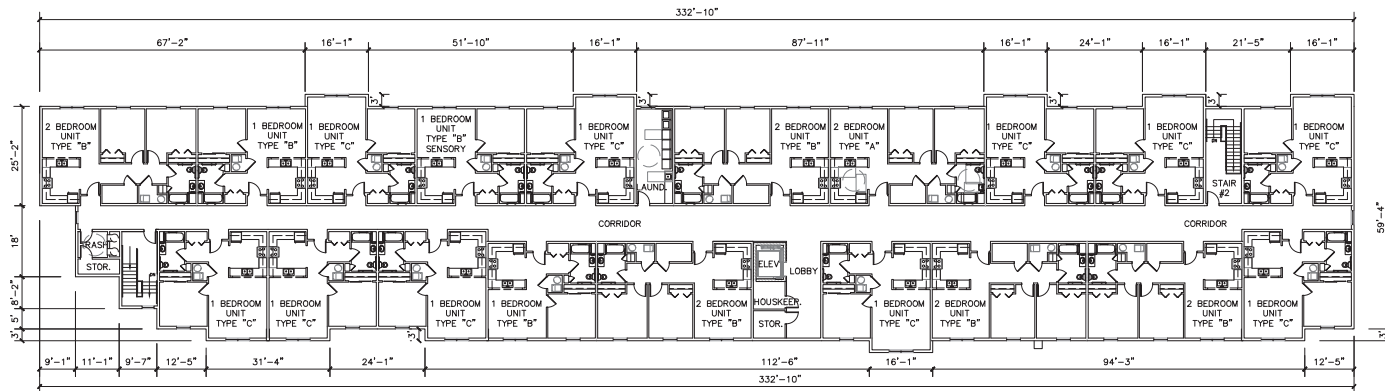 332'-10"
67'-2"
16'-1"
51'-10"
16'-1"
87'-11"
16'-1"
24'-1"
16'-1"
21'-5"
16'-1"
3'
3'
3'
3'
25'-2"
18'
8'-2"
5'
3'
59'-4"
3'
2 BEDROOM
UNIT
TYPE "B"
1 BEDROOM
UNIT
TYPE "B"
1 BEDROOM
UNIT
TYPE "C"
1 BEDROOM
UNIT
TYPE "B"
SENSORY
1 BEDROOM
UNIT
TYPE "C"
LAUND.
2 BEDROOM
UNIT
TYPE "B"
2 BEDROOM
UNIT
TYPE "A"
1 BEDROOM
UNIT
TYPE "C"
1 BEDROOM
UNIT
TYPE "C"
STAIR
#2
1 BEDROOM
UNIT
TYPE "C"
CORRIDOR
CORRIDOR
TRASH
STOR.
1 BEDROOM
UNIT
TYPE "C"
1 BEDROOM
UNIT
TYPE "C"
1 BEDROOM
UNIT
TYPE "C"
1 BEDROOM
UNIT
TYPE "B"
2 BEDROOM
UNIT
TYPE "B"
ELEV
LOBBY
HOUSKEER.
STOR.
1 BEDROOM
UNIT
TYPE "C"
2 BEDROOM
UNIT
TYPE "B"
2 BEDROOM
UNIT
TYPE "B"
1 BEDROOM
UNIT
TYPE "C"
3'
9'-1"
11'-1"
9'-7"
12'-5"
31'-4"
24'-1"
112'-6"
16'-1"
94'-3"
12'-5"
332'-10"